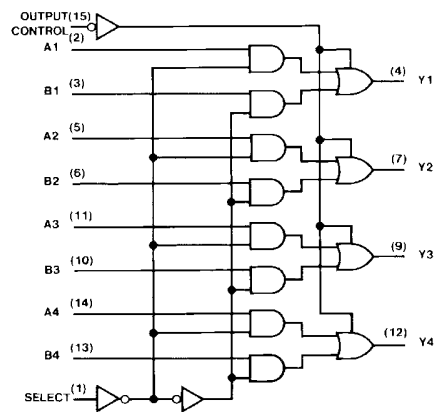 OUTPUT (15)
CONTROL
(2)
A1
(3)
B1
(4)
Y1
(5)
A2
(6)
B2
(7)
Y2
(11)
A3
(10)
B3
(9)
Y3
(14)
A4
(13)
B4
(12)
Y4
SELECT (1)